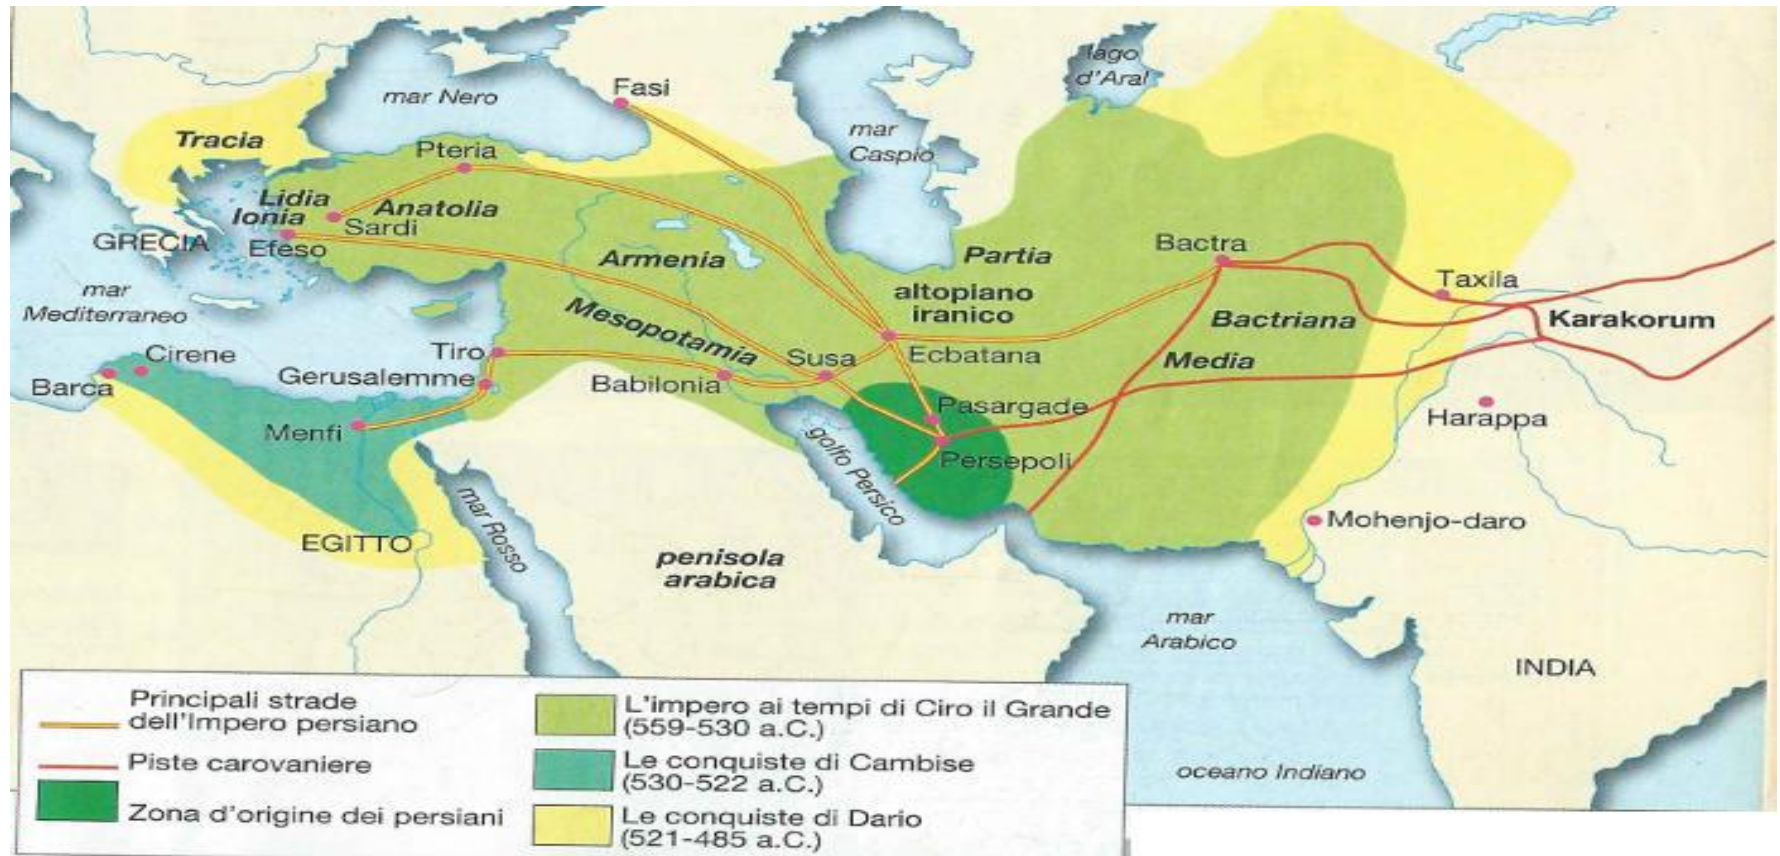 lago
d'Aral
Fasi
mar Nero
mar
Caspio
Tracia
Pteria
Lidia
Ionia
Anatolia
Sardi
GRECIA
Efeso
Armenia
Partia
Bactra
Taxila
mar
Mediterraneo
altopiano
iranico
Mesopotamia
Bactriana
Karakorum
Cirene
Tiro
Susa
Ecbatana
Media
Barca
Gerusalemme
Babilonia
Pasargade
Harappa
Menfi
golfo Persico
Persepoli
mar Rosso
Mohenjo-daro
EGITTO
penisola
arabica
mar
Arabico
INDIA
oceano Indiano
Principali strade
dell'Impero persiano
Piste carovaniere
Zona d'origine dei persiani
L'impero ai tempi di Ciro il Grande
(559-530 a.C.)
Le conquiste di Cambise
(530-522 a.C.)
Le conquiste di Dario
(521-485 a.C.)